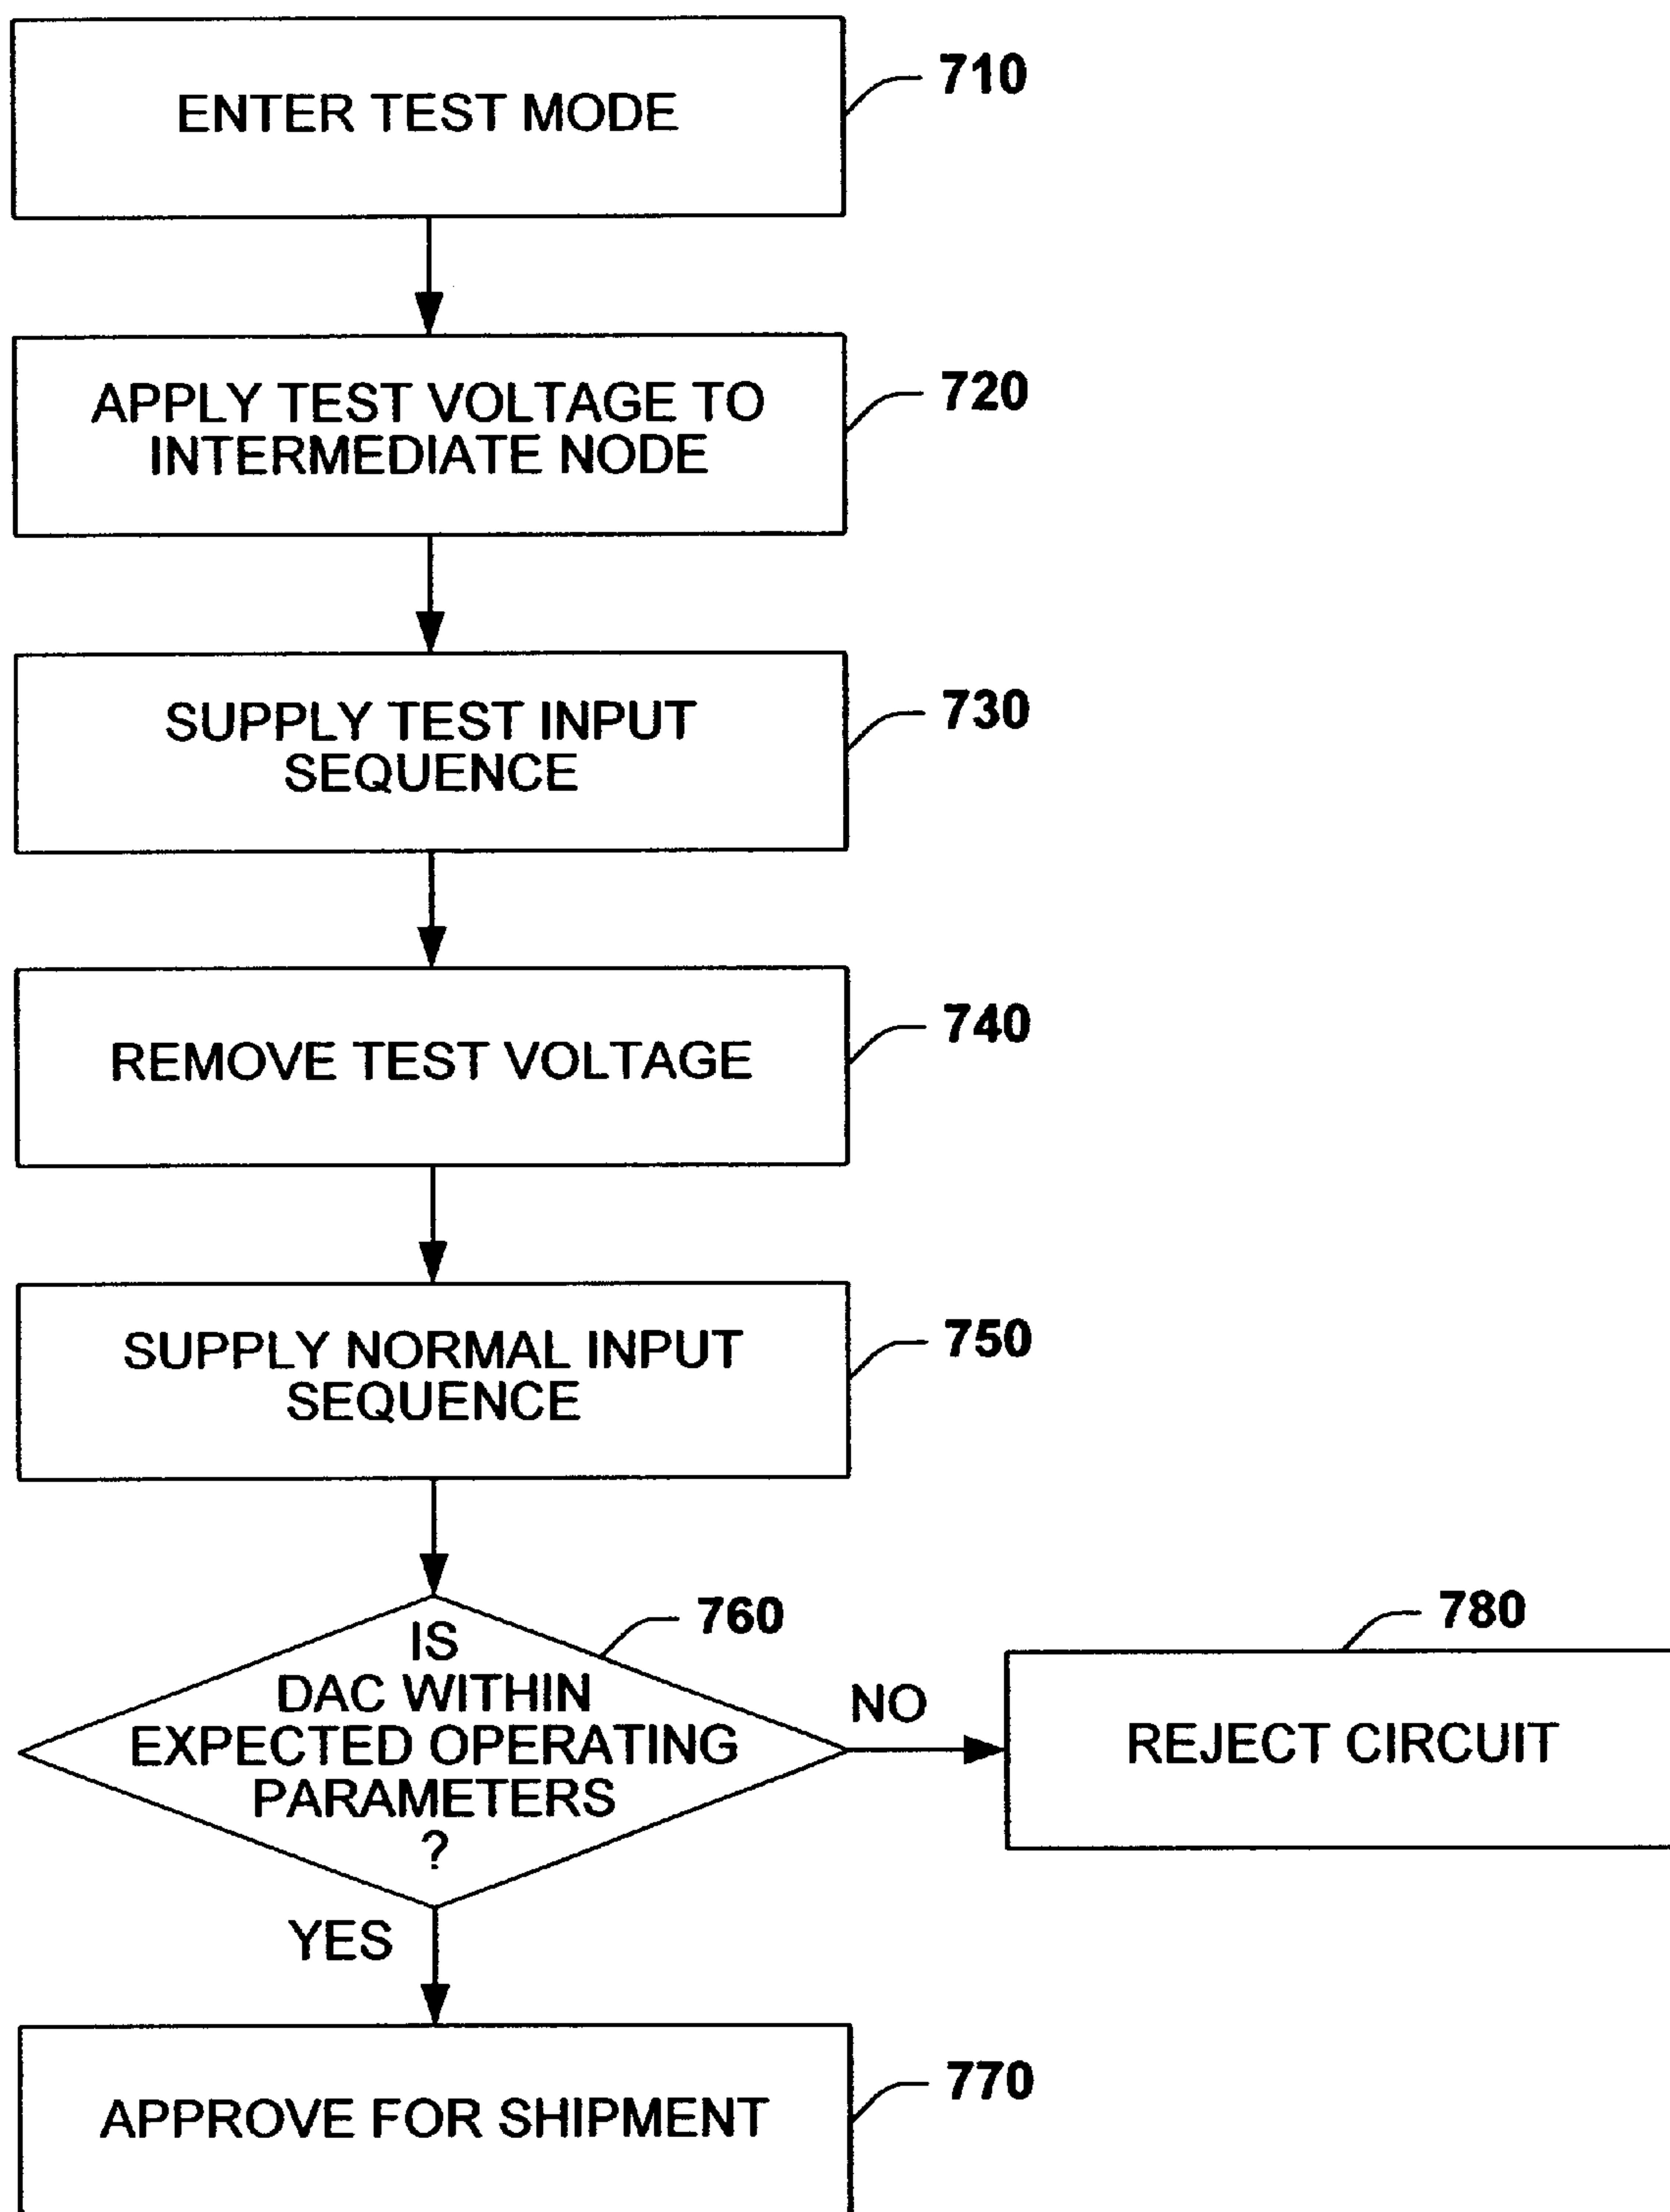 ENTER TEST MODE
710
APPLY TEST VOLTAGE TO
INTERMEDIATE NODE
720
SUPPLY TEST INPUT
SEQUENCE
730
REMOVE TEST VOLTAGE
740
SUPPLY NORMAL INPUT
SEQUENCE
750
IS
DAC WITHIN
EXPECTED OPERATING
PARAMETERS
?
760
NO
780
REJECT CIRCUIT
YES
APPROVE FOR SHIPMENT
770